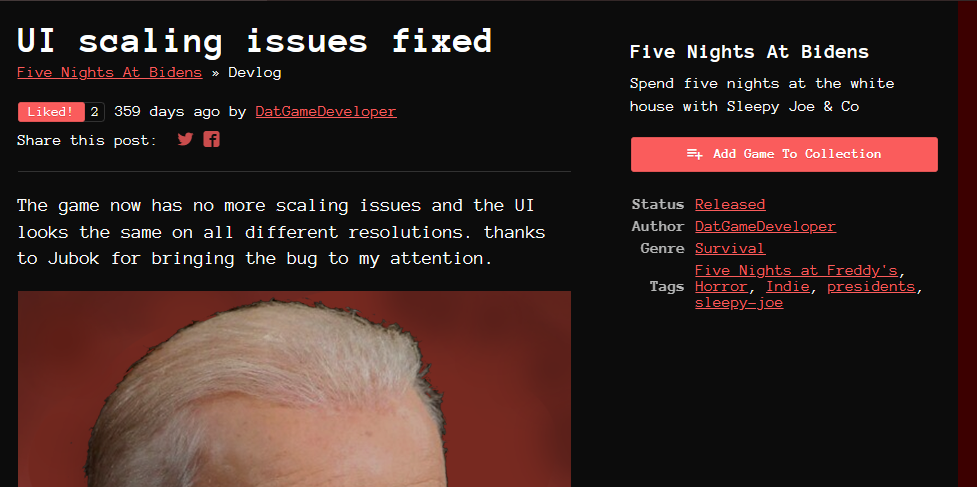 UI scaling issues fixed
Five Nights At Bidens » Devlog
Liked! 2 359 days ago by DatGameDeveloper
Share this post:
The game now has no more scaling issues and the UI
looks the same on all different resolutions. thanks
to Jubok for bringing the bug to my attention.
Five Nights At Bidens
Spend five nights at the white
house with Sleepy Joe & Co
Add Game To Collection
Status Released
Author DatGameDeveloper
Genre Survival
Tags Five Nights at Freddy's,
Horror, Indie, presidents,
sleepy-joe